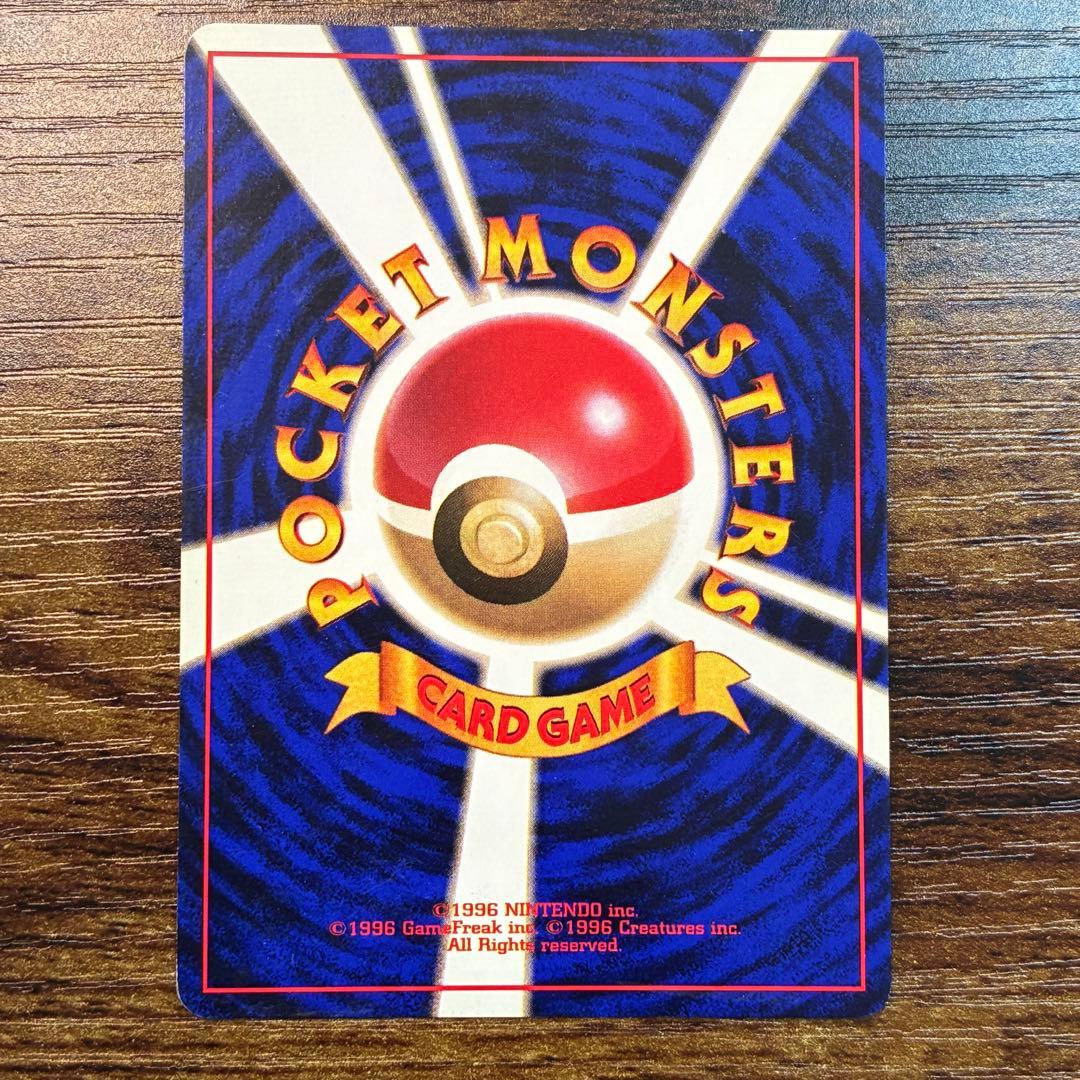 POCKET MONSTERS
CARD GAME
©1996 NINTENDO inc.
©1996 GameFreak inc. ©1996 Creatures inc.
All Rights reserved.